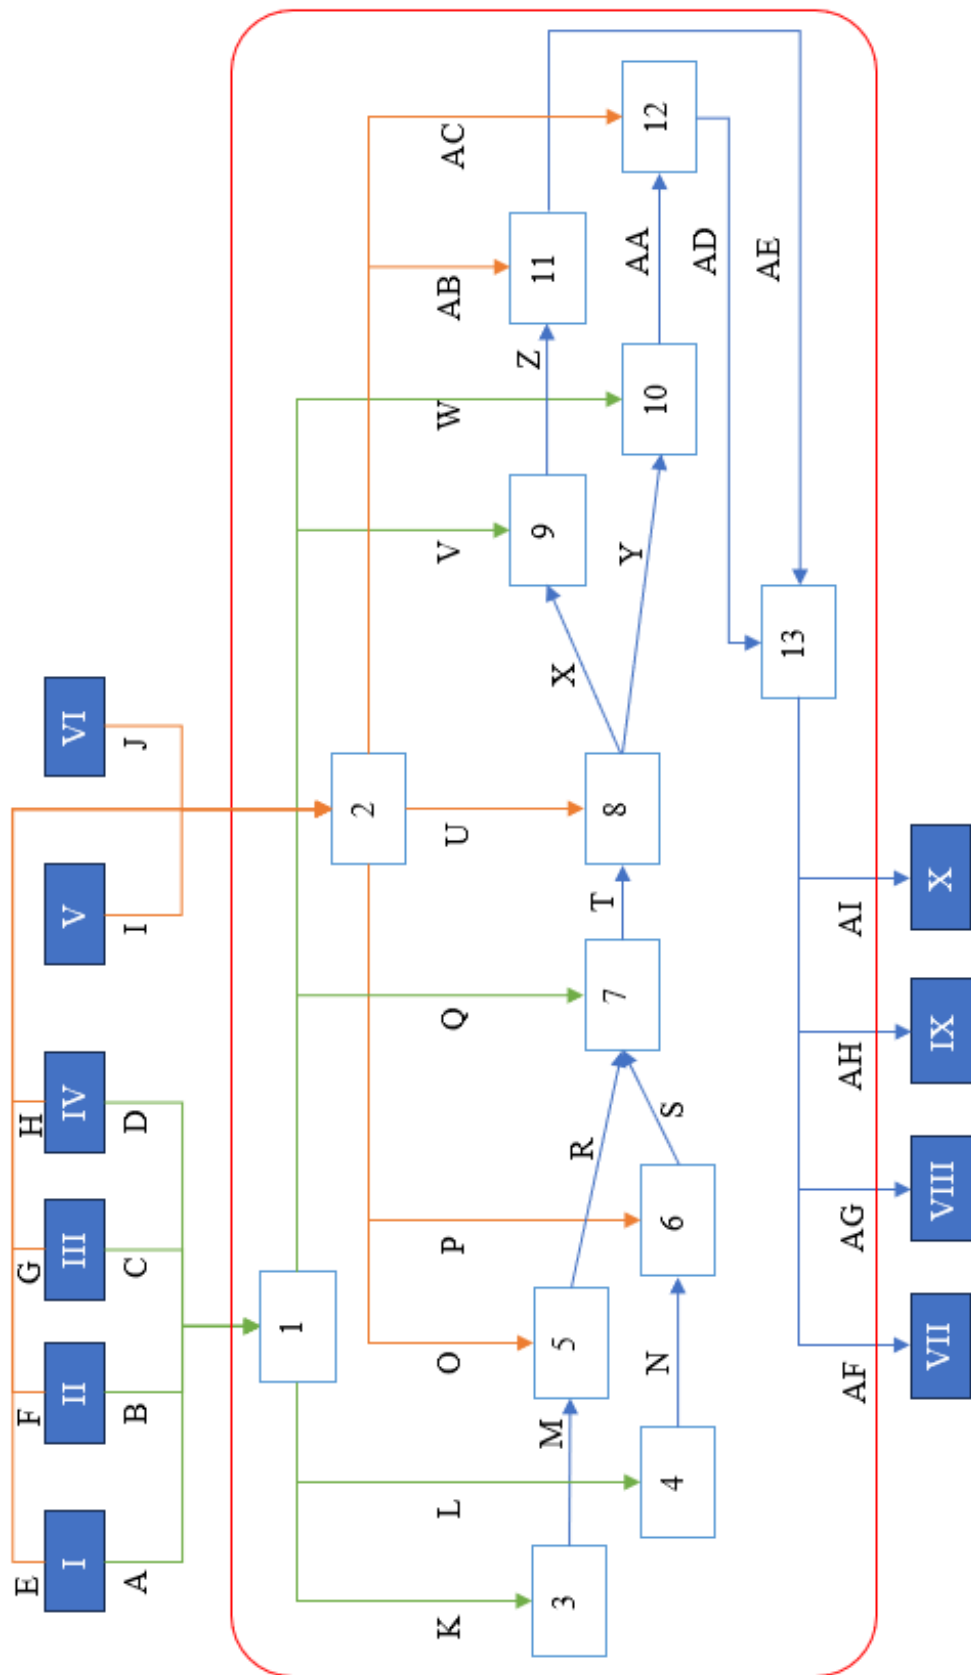 E
F
G
H
I
II
III
IV
V
VI
A
B
C
D
I
J
1
2
K
L
O
P
Q
U
V
W
AB
AC
3
M
5
R
7
T
8
X
9
Z
11
4
N
6
S
Y
10
AA
12
AD
AE
13
AF
AG
AH
AI
VII
VIII
IX
X